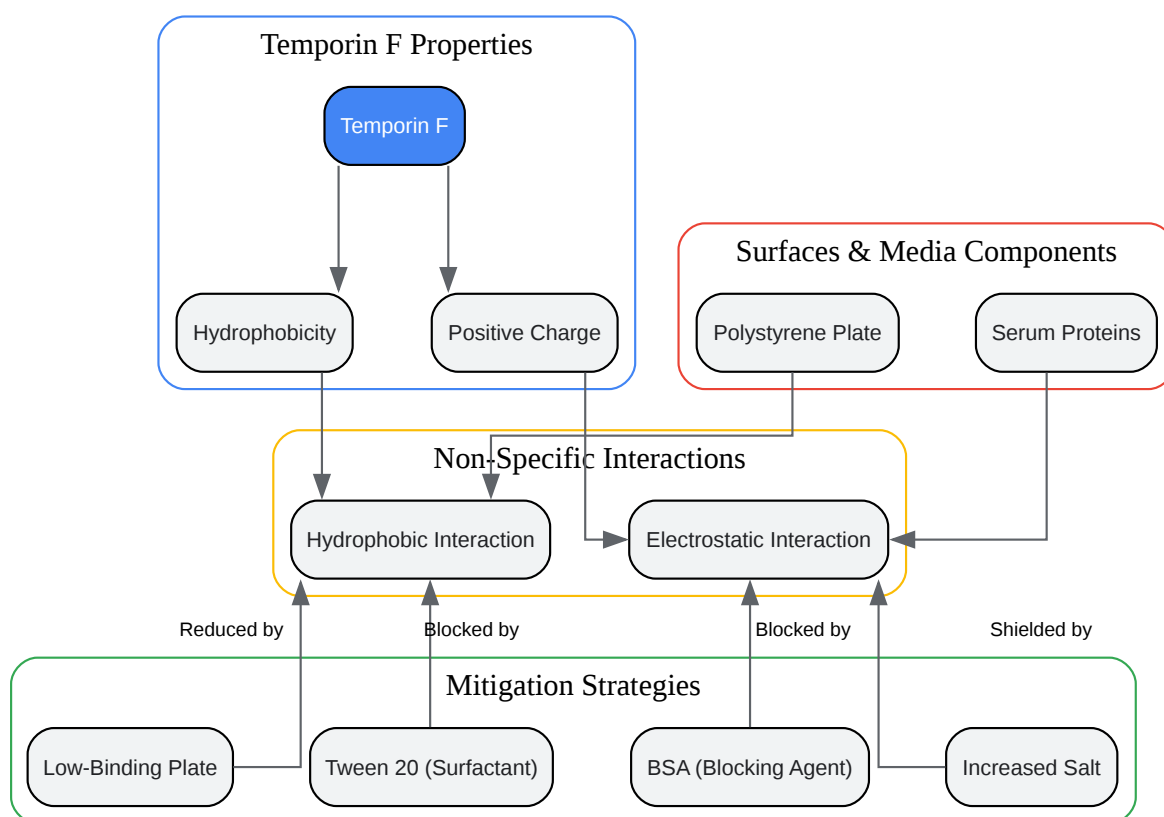 Temporin F Properties
Temporin F
Surfaces & Media Components
Hydrophobicity
Positive Charge
Polystyrene Plate
Serum Proteins
Non-Specific Interactions
Hydrophobic Interaction
Electrostatic Interaction
Reduced by
Blocked by
Blocked by
Shielded by
Mitigation Strategies
Low-Binding Plate
Tween 20 (Surfactant)
BSA (Blocking Agent)
Increased Salt